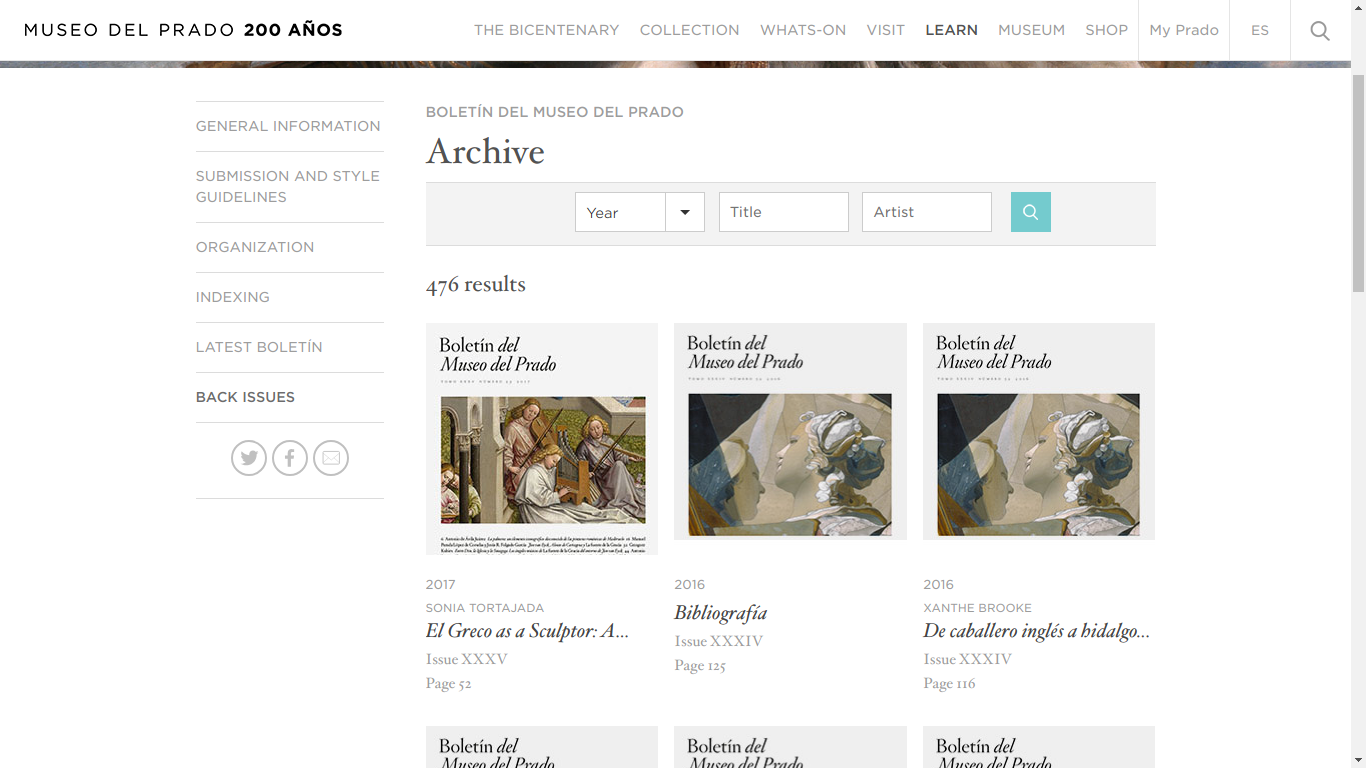 MUSEO DEL PRADO 200 AÑOS
THE BICENTENARY COLLECTION WHATS-ON VISIT LEARN MUSEUM SHOP My Prado ES
GENERAL INFORMATION
SUBMISSION AND STYLE
GUIDELINES
ORGANIZATION
INDEXING
LATEST BOLETÍN
BACK ISSUES
BOLETÍN DEL MUSEO DEL PRADO
Archive
Year Title Artist
476 results
Boletín del
Museo del Prado
Boletín del
Museo del Prado
Boletín del
Museo del Prado
2017
SONIA TORTAJADA
El Greco as a Sculptor: A...
Issue XXXV
Page 52
2016
Bibliografía
Issue XXXIV
Page 125
2016
XANTHE BROOKE
De caballero inglés a hidalgo...
Issue XXXIV
Page 116
Boletín del
Museo del Prado
Boletín del
Museo del Prado
Boletín del
Museo del Prado